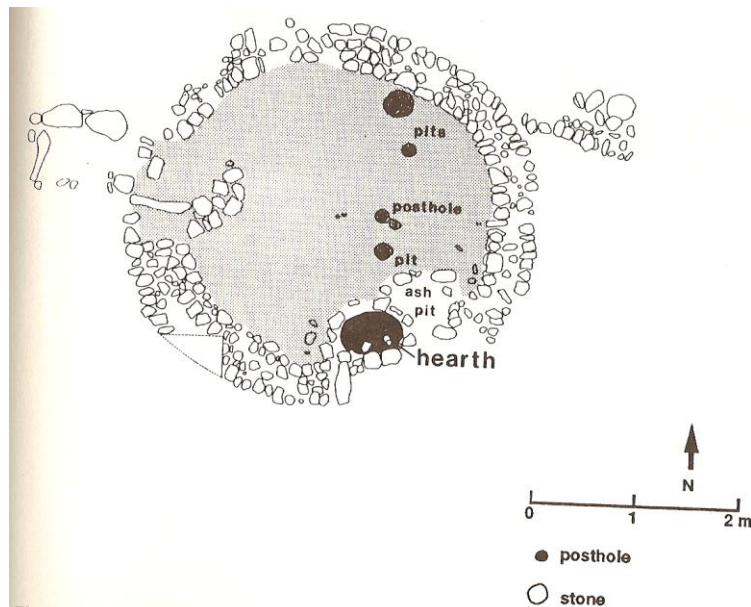 pits
posthole
pit
ash
pit
hearth
N
0 1 2 m
posthole
stone